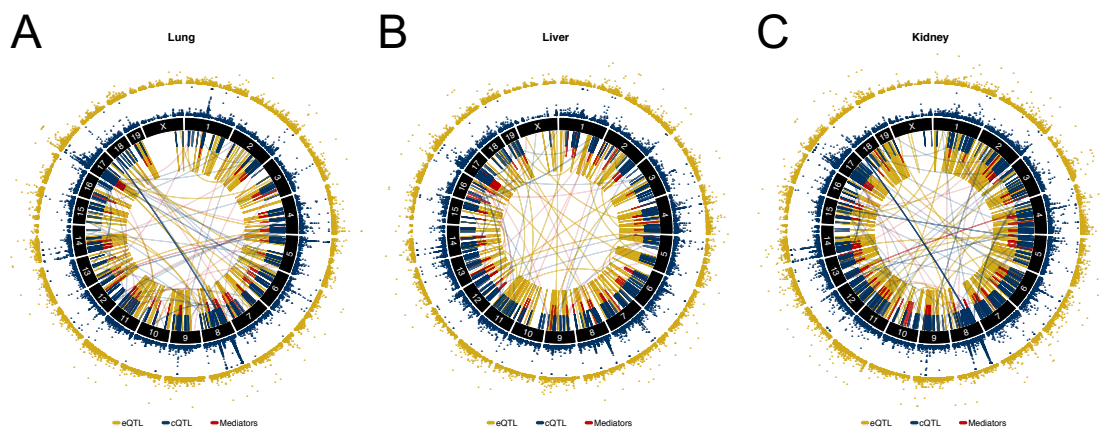 A
Lung
X 1 2 3 4 5 6 7 8 9 10 11 12 13 14 15 16 17 18 19
eQTL cQTL Mediators
B
Liver
X 1 2 3 4 5 6 7 8 9 10 11 12 13 14 15 16 17 18 19
eQTL cQTL Mediators
C
Kidney
X 1 2 3 4 5 6 7 8 9 10 11 12 13 14 15 16 17 18 19
eQTL cQTL Mediators